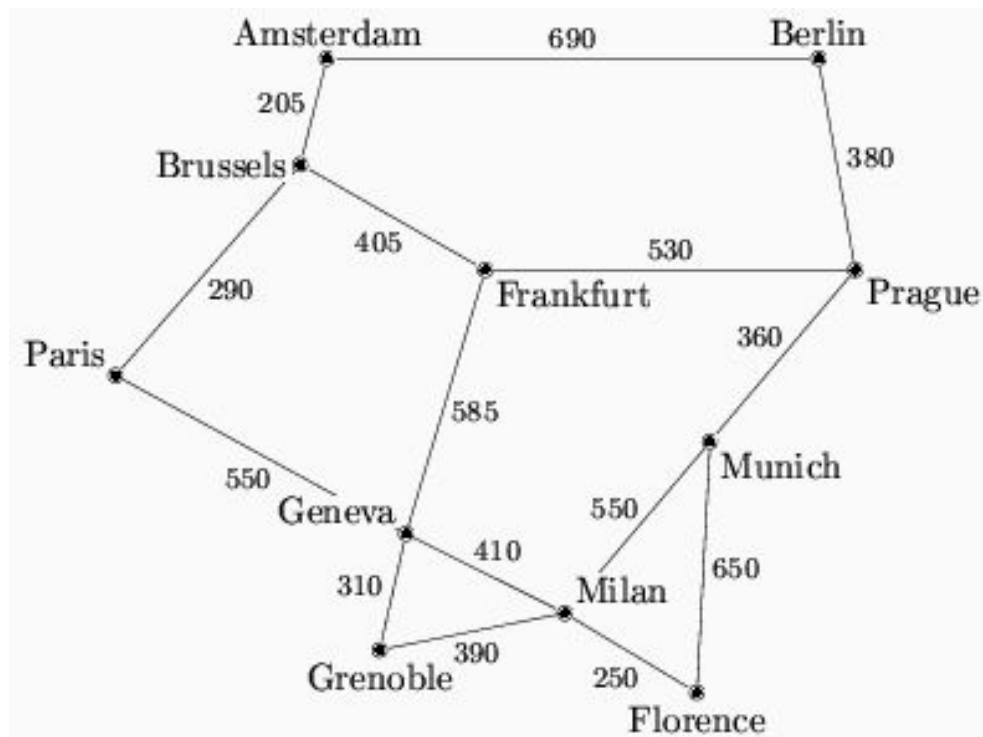 Amsterdam
690
Berlin
205
Brussels
380
405
530
290
Frankfurt
Prague
360
Paris
585
550
Munich
Geneva
550
410
310
650
Milan
390
Grenoble
250
Florence